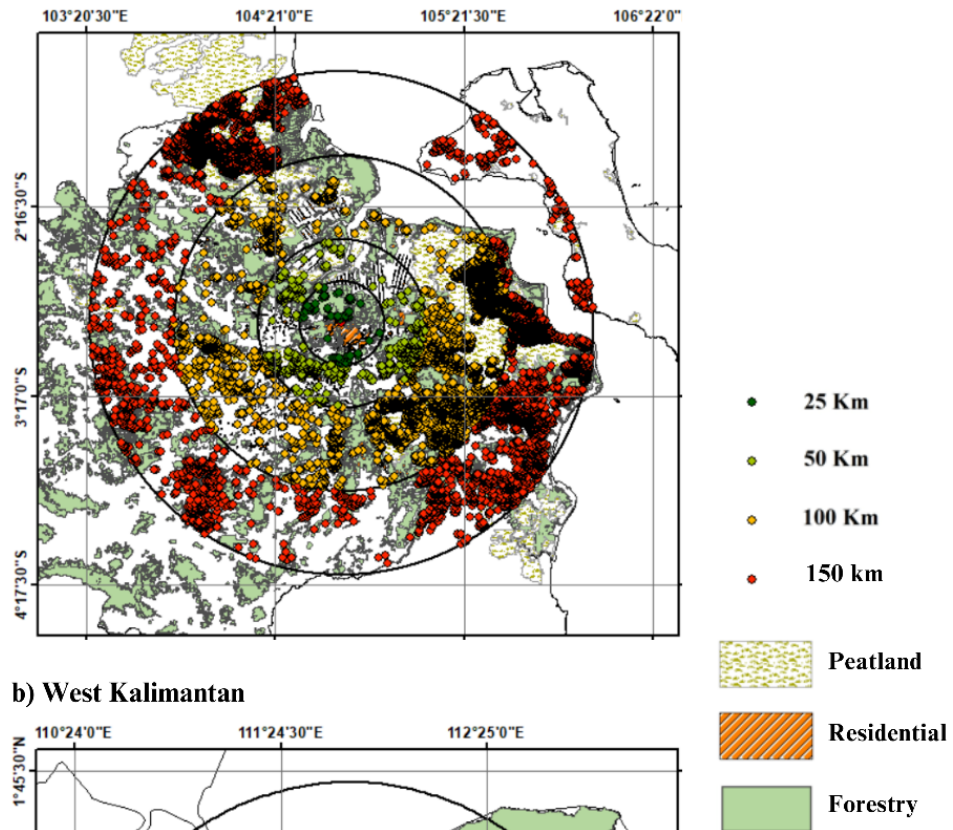 103°20'30"E 104°21'0"E 105°21'30"E 106°22'0"
2°16'30"S
3°17'0"S
4°17'30"S
25 Km
50 Km
100 Km
150 km
Peatland
Residential
Forestry
b) West Kalimantan
110°24'0"E 111°24'30"E 112°25'0"E
1°45'30"N